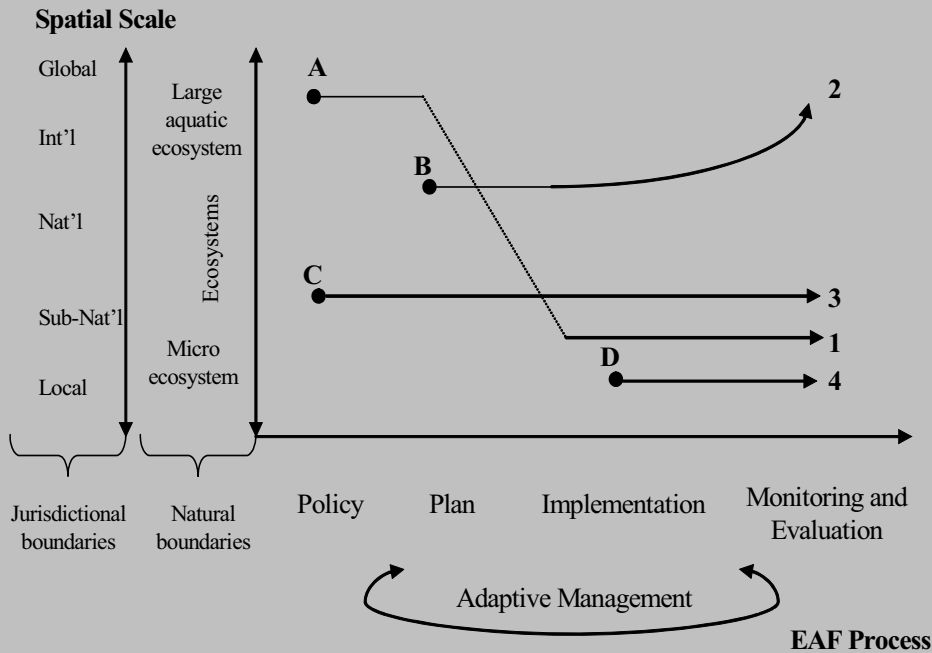 Spatial Scale
Global
Int'l
Nat'l
Sub-Nat'l
Local
Large
aquatic
ecosystem
Ecosystems
Micro
ecosystem
A
B
C
D
2
3
1
4
Jurisdictional
boundaries
Natural
boundaries
Policy
Plan
Implementation
Monitoring and
Evaluation
Adaptive Management
EAF Process